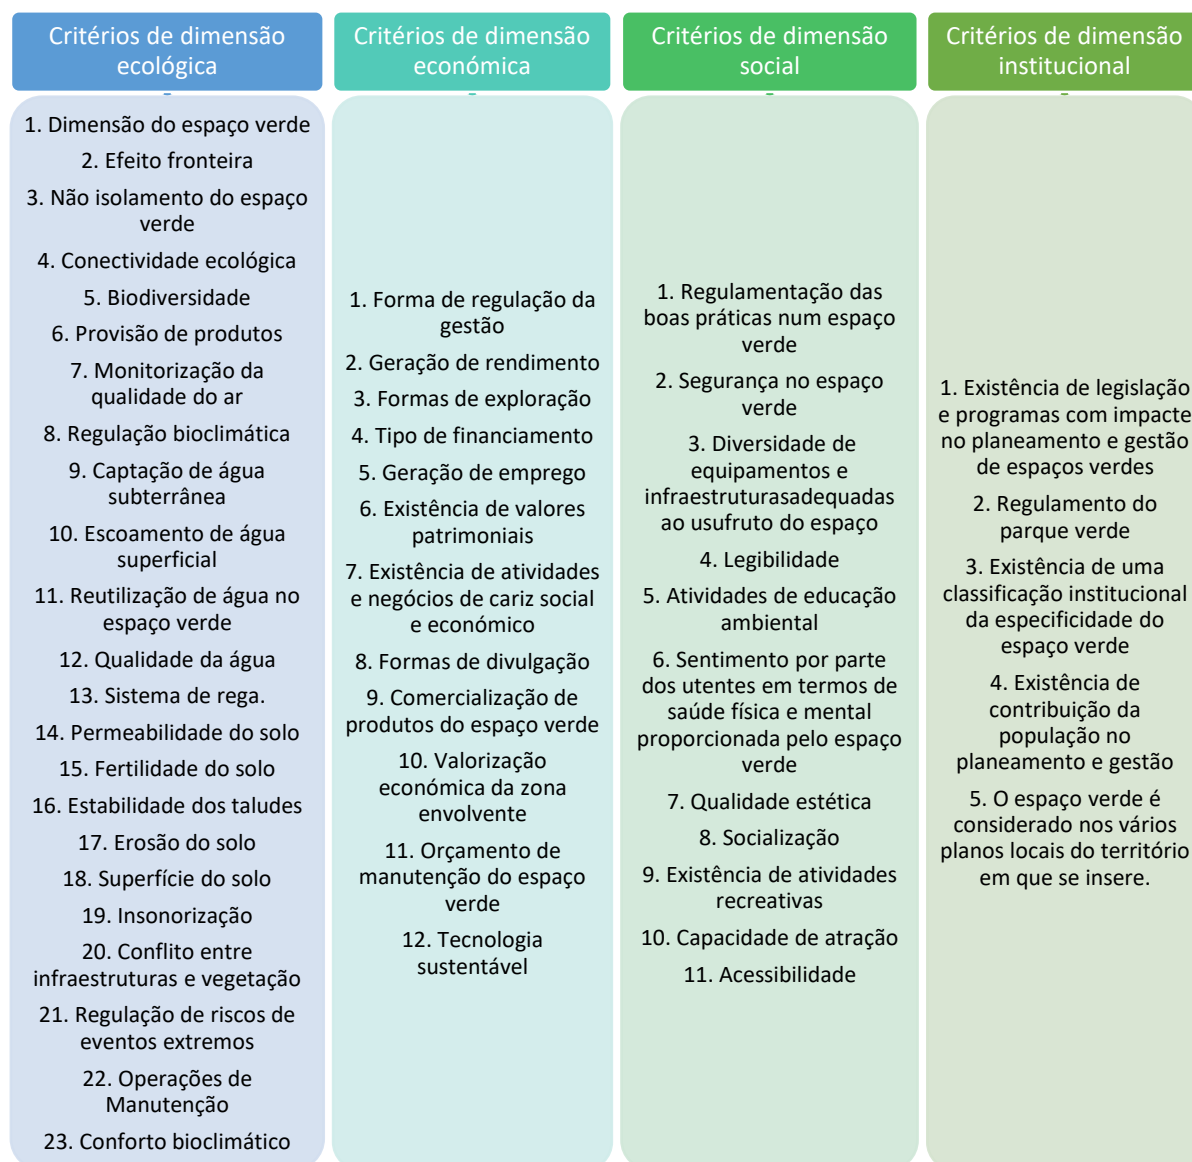 Critérios de dimensão
ecológica
1. Dimensão do espaço verde
2. Efeito fronteira
3. Não isolamento do espaço
verde
4. Conectividade ecológica
5. Biodiversidade
6. Provisão de produtos
7. Monitorização da
qualidade do ar
8. Regulação bioclimática
9. Captação de água
subterrânea
10. Escoamento de água
superficial
11. Reutilização de água no
espaço verde
12. Qualidade da água
13. Sistema de rega.
14. Permeabilidade do solo
15. Fertilidade do solo
16. Estabilidade dos taludes
17. Erosão do solo
18. Superfície do solo
19. Insonorização
20. Conflito entre
infraestruturas e vegetação
21. Regulação de riscos de
eventos extremos
22. Operações de
Manutenção
23. Conforto bioclimático
Critérios de dimensão
económica
1. Forma de regulação da
gestão
2. Geração de rendimento
3. Formas de exploração
4. Tipo de financiamento
5. Geração de emprego
6. Existência de valores
patrimoniais
7. Existência de atividades
e negócios de cariz social
e económico
8. Formas de divulgação
9. Comercialização de
produtos do espaço verde
10. Valorização
económica da zona
envolvente
11. Orçamento de
manutenção do espaço
verde
12. Tecnologia
sustentável
Critérios de dimensão
social
1. Regulamentação das
boas práticas num espaço
verde
2. Segurança no espaço
verde
3. Diversidade de
equipamentos e
infraestruturasadequadas
ao usufruto do espaço
4. Legibilidade
5. Atividades de educação
ambiental
6. Sentimento por parte
dos utentes em termos de
saúde física e mental
proporcionada pelo espaço
verde
7. Qualidade estética
8. Socialização
9. Existência de atividades
recreativas
10. Capacidade de atração
11. Acessibilidade
Critérios de dimensão
institucional
1. Existência de legislação
e programas com impacte
no planeamento e gestão
de espaços verdes
2. Regulamento do
parque verde
3. Existência de uma
classificação institucional
da especificidade do
espaço verde
4. Existência de
contribuição da
população no
planeamento e gestão
5. O espaço verde é
considerado nos vários
planos locais do território
em que se insere.